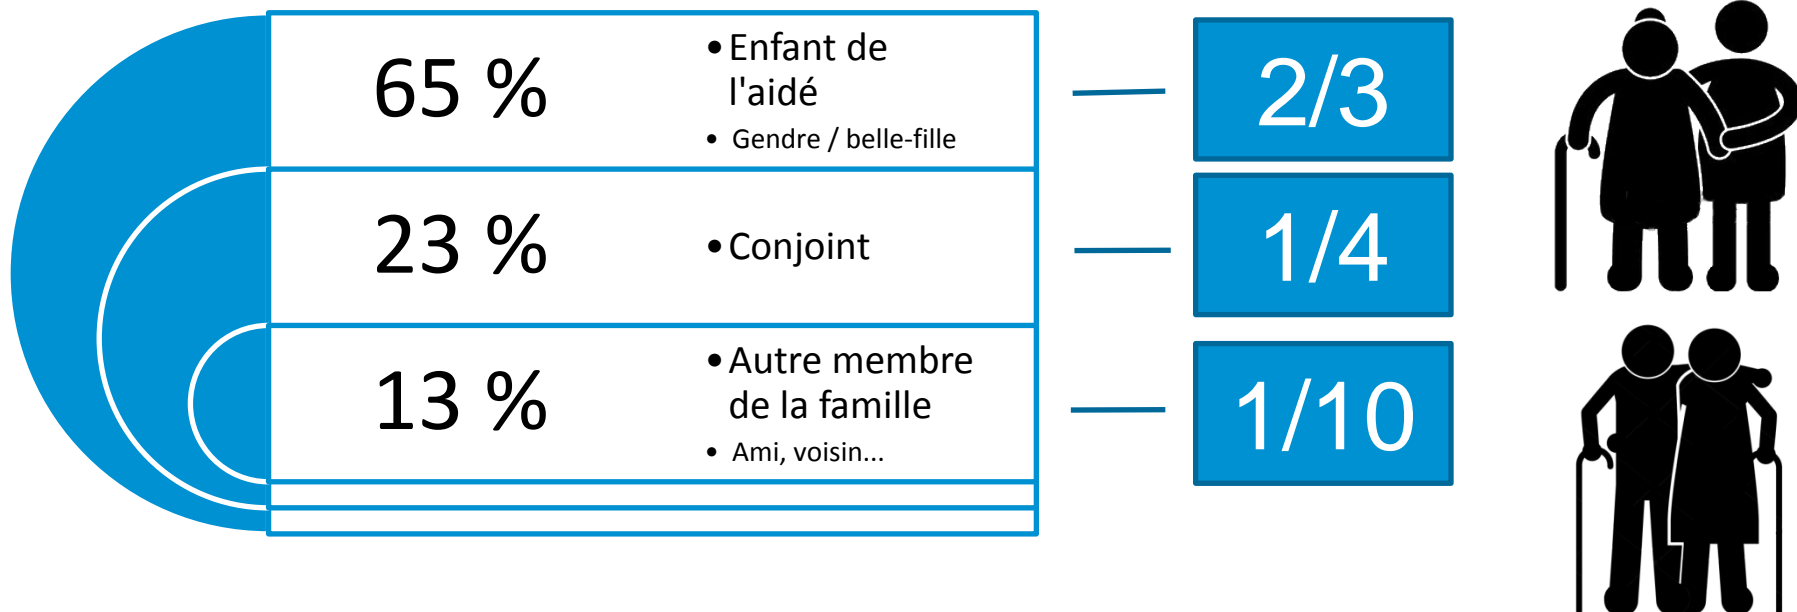 65 %
•Enfant de
l'aidé
• Gendre / belle-fille
2/3
23 %
•Conjoint
1/4
13 %
•Autre membre
de la famille
• Ami, voisin...
1/10